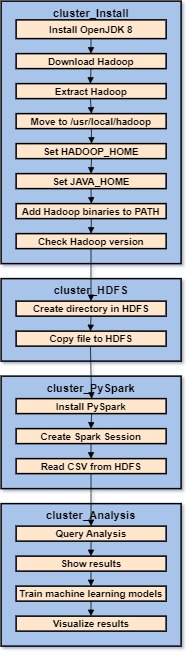 cluster_Install
Install OpenJDK 8
Download Hadoop
Extract Hadoop
Move to /usr/local/hadoop
Set HADOOP_HOME
Set JAVA_HOME
Add Hadoop binaries to PATH
Check Hadoop version
cluster_HDFS
Create directory in HDFS
Copy file to HDFS
cluster_PySpark
Install PySpark
Create Spark Session
Read CSV from HDFS
cluster_Analysis
Query Analysis
Show results
Train machine learning models
Visualize results